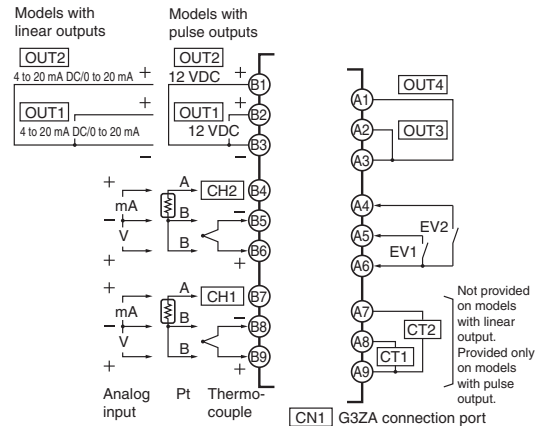 Models with
linear outputs
Models with
pulse outputs
OUT2
4 to 20 mA DC/0 to 20 mA
+
OUT2
12 VDC
+
B1
OUT1
4 to 20 mA DC/0 to 20 mA
+
OUT1
12 VDC
+
B2
B3
−
−
+
mA
−
V
+
A
B
B
CH2
−
+
B4
B5
B6
+
mA
−
V
+
A
B
B
CH1
−
+
B7
B8
B9
Analog
input
Pt
Thermo-
couple
A1
OUT4
A2
OUT3
A3
A4
A5
EV2
EV1
A6
A7
CT2
A8
CT1
A9
Not provided
on models
with linear
output.
Provided only
on models
with pulse
output.
CN1 G3ZA connection port